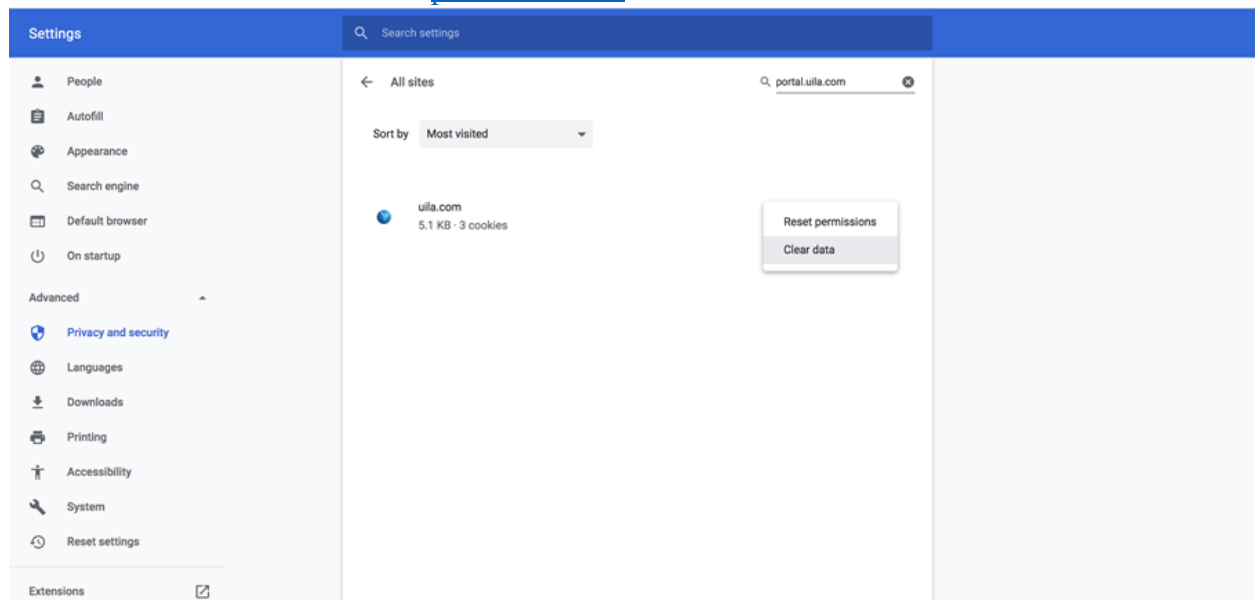 Settings
Search settings
People
Autofill
Appearance
Search engine
Default browser
On startup
Advanced
Privacy and security
Languages
Downloads
Printing
Accessibility
System
Reset settings
Extensions
All sites
portal.uila.com
Sort by Most visited
uila.com
5.1 KB · 3 cookies
Reset permissions
Clear data